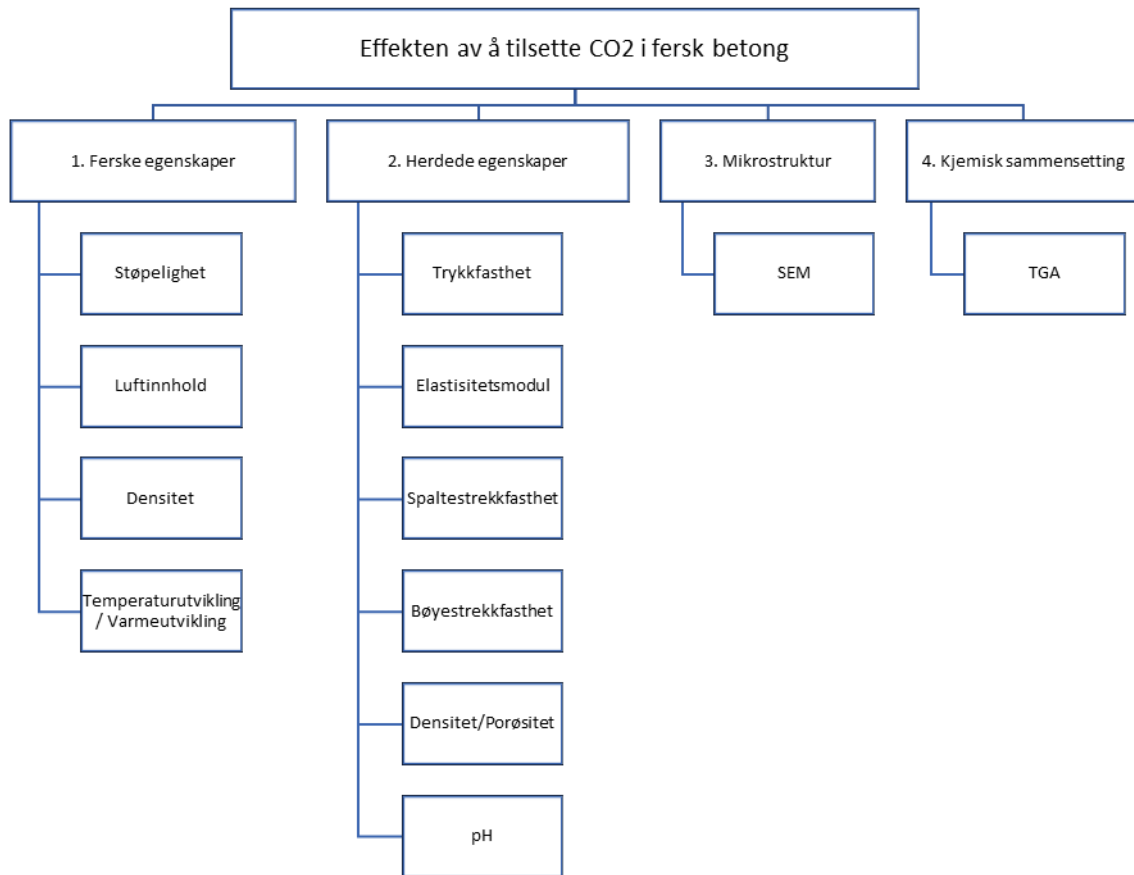 Effekten av å tilsette CO2 i fersk betong
1. Ferske egenskaper
Støpelighet
Luftinnhold
Densitet
Temperaturutvikling
/ Varmeutvikling
2. Herdede egenskaper
Trykkfasthet
Elastisitetsmodul
Spaltestrekkfasthet
Bøyestrekkfasthet
Densitet/Porøsitet
pH
3. Mikrostruktur
SEM
4. Kjemisk sammensetting
TGA